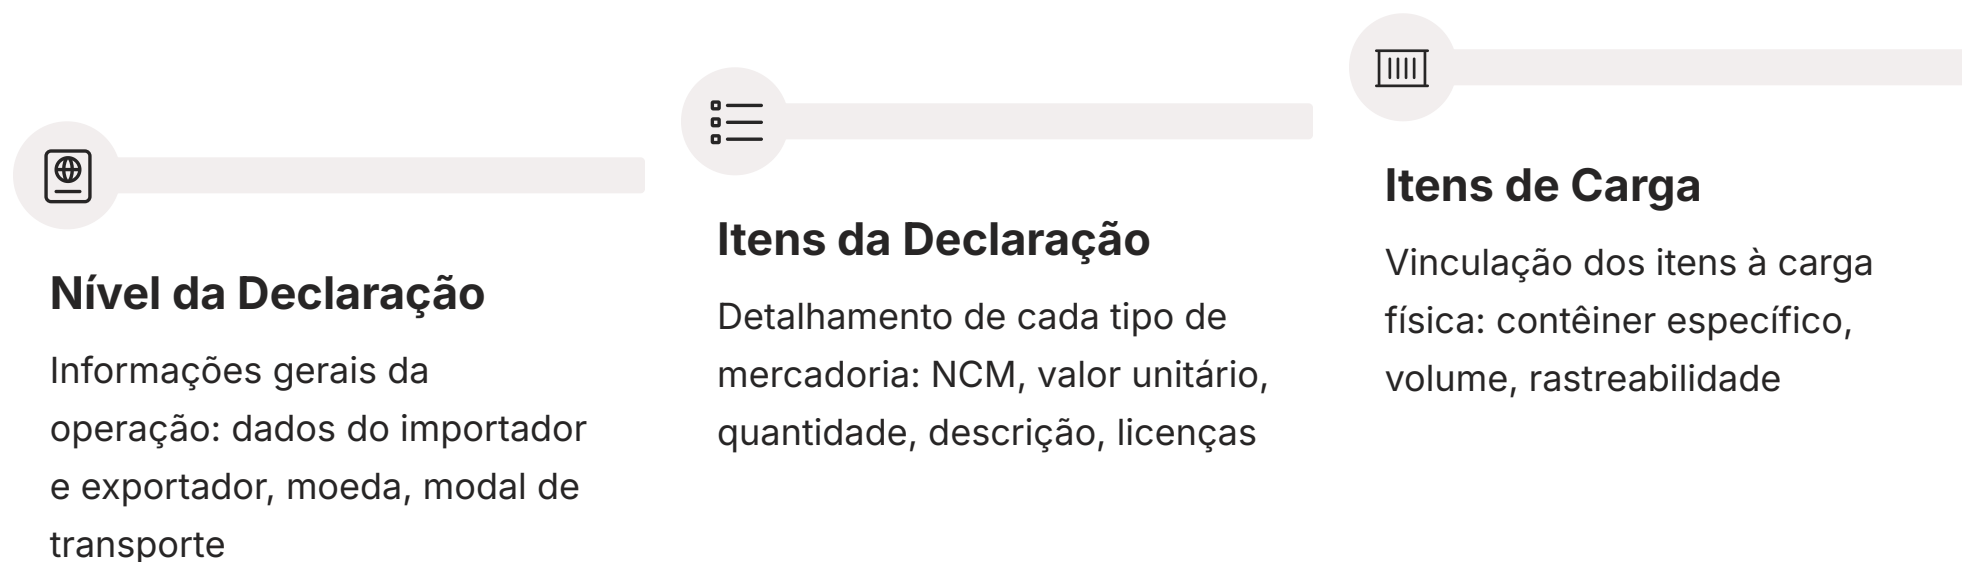 Nível da Declaração
Informações gerais da
operação: dados do importador
e exportador, moeda, modal de
transporte
Itens da Declaração
Detalhamento de cada tipo de
mercadoria: NCM, valor unitário,
quantidade, descrição, licenças
Itens de Carga
Vinculação dos itens à carga
física: contêiner específico,
volume, rastreabilidade